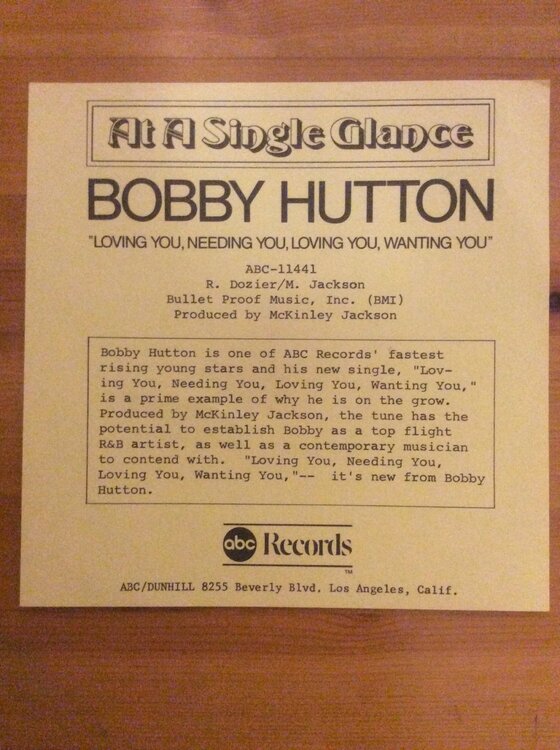 At A Single Glance
BOBBY HUTTON
"LOVING YOU, NEEDING YOU, LOVING YOU, WANTING YOU"
ABC-11441
R. Dozier/M. Jackson
Bullet Proof Music, Inc. (BMI)
Produced by McKinley Jackson
Bobby Hutton is one of ABC Records' fastest
rising young stars and his new single, "Lov-
ing You, Needing You, Loving You, Wanting You,"
is a prime example of why he is on the grow.
Produced by McKinley Jackson, the tune has the
potential to establish Bobby as a top flight
R&B artist, as well as a contemporary musician
to contend with. "Loving You, Needing You,
Loving You, Wanting You,"-- it's new from Bobby
Hutton.
abc Records
TM
ABC/DUNHILL 8255 Beverly Blvd. Los Angeles, Calif.